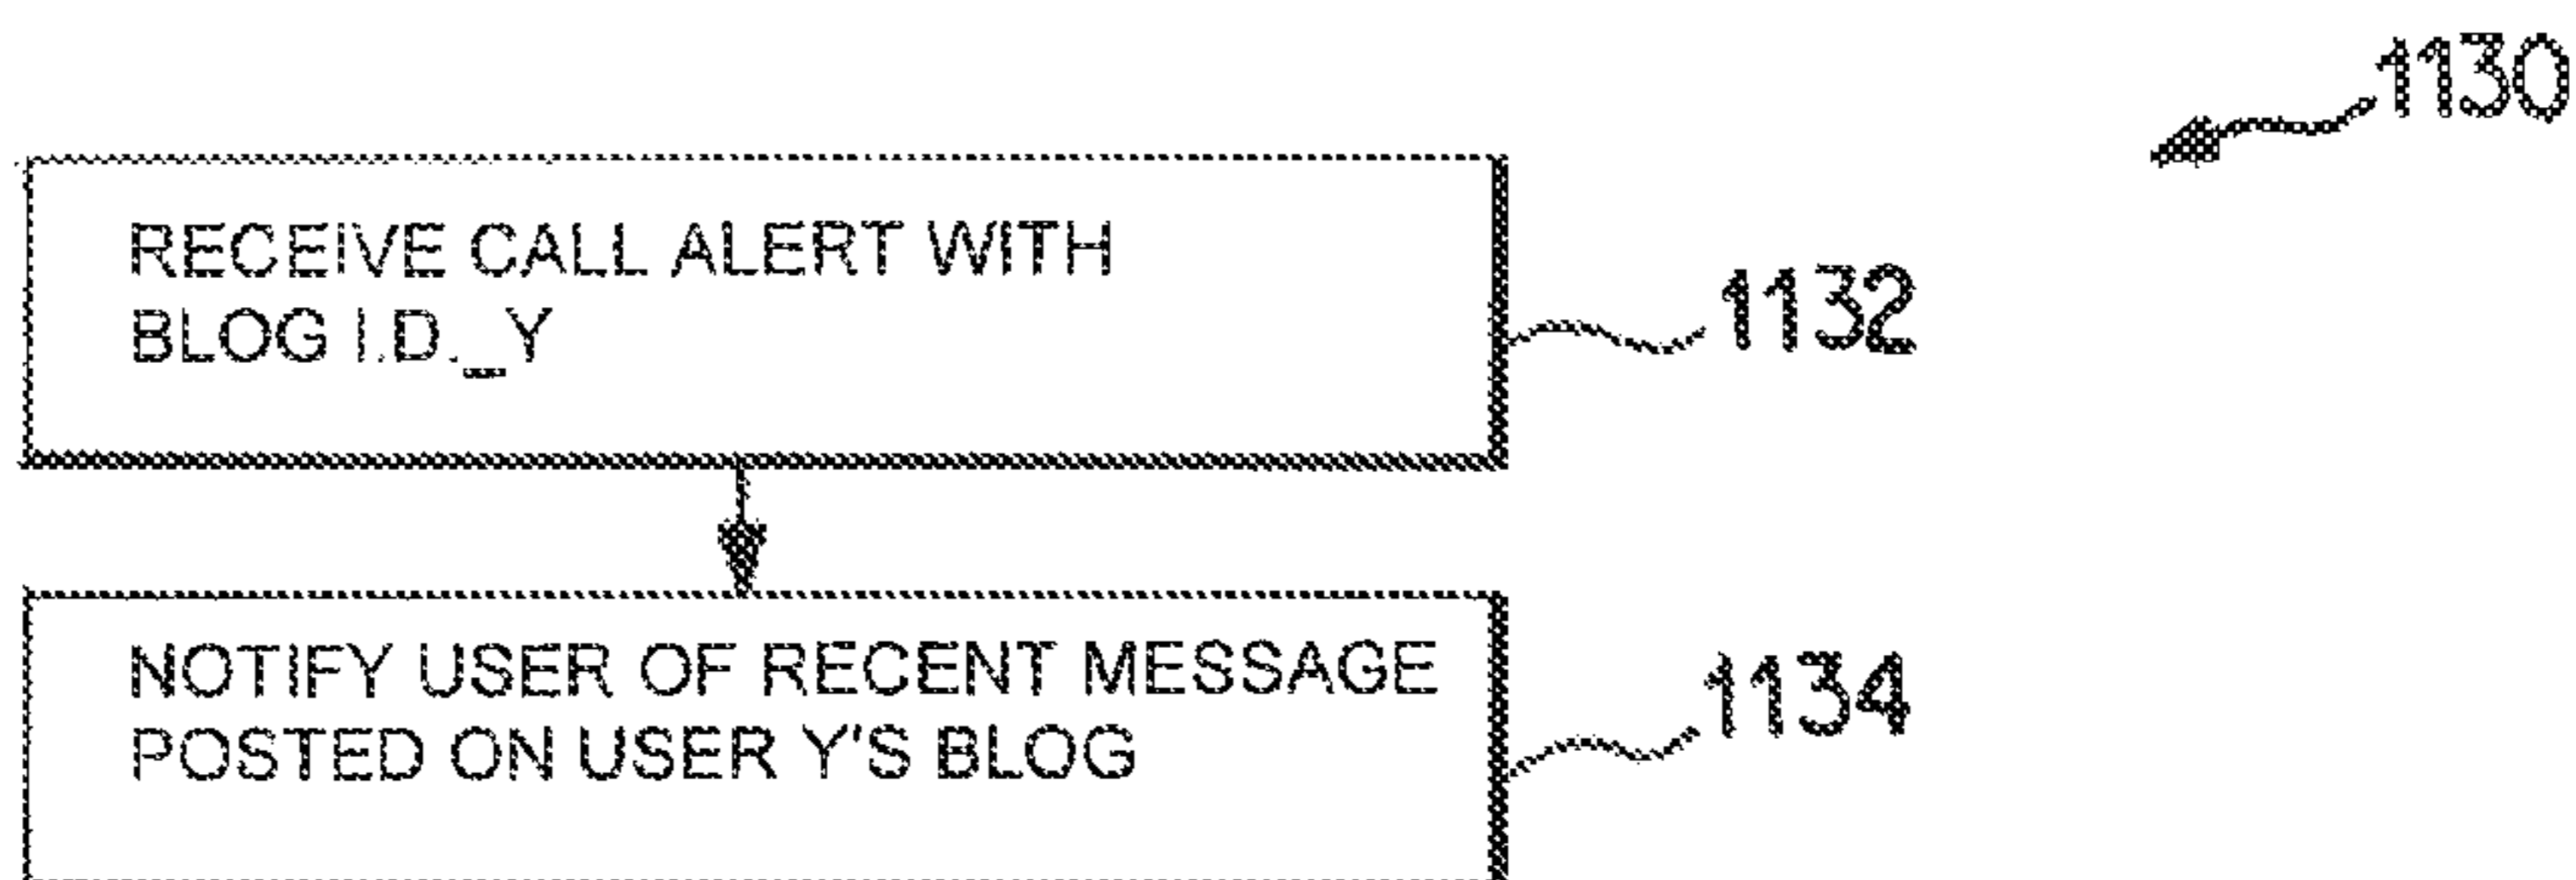 1130
RECEIVE CALL ALERT WITH
BLOG I.D._Y
1132
NOTIFY USER OF RECENT MESSAGE
POSTED ON USER Y'S BLOG
1134